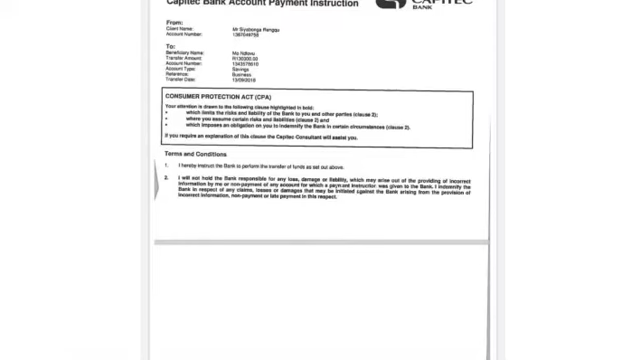 Capitec Bank Account Payment Instruction
CAPITEC
BANK
From:
Client Name: Mr Siyabonga
Account Number:
To:
Beneficiary Name: Ms Ndlovu
Transfer Amount: R130000.00
Account Number:
Account Type: Savings
Reference: Business
Transfer Date: 13/09/2019
CONSUMER PROTECTION ACT (CPA)
Your attention is drawn to the following clause highlighted in bold:
• which limits the risks and liability of the Bank to you and other parties (clause 2);
• where you assume certain risks and liabilities (clause 2) and
• which imposes an obligation on you to indemnify the Bank in certain circumstances (clause 2).
If you require an explanation of this clause the Capitec Consultant will assist you.
Terms and Conditions
1. I hereby instruct the Bank to perform the transfer of funds as set out above.
2. I will not hold the Bank responsible for any loss, damage or liability, which may arise out of the providing of incorrect
information by me or non-payment of any account for which a payment instruction was given to the Bank. I indemnify the
Bank in respect of any claims, losses or damages that may be initiated against the Bank arising from the provision of
incorrect information, non-payment or late payment in this respect.